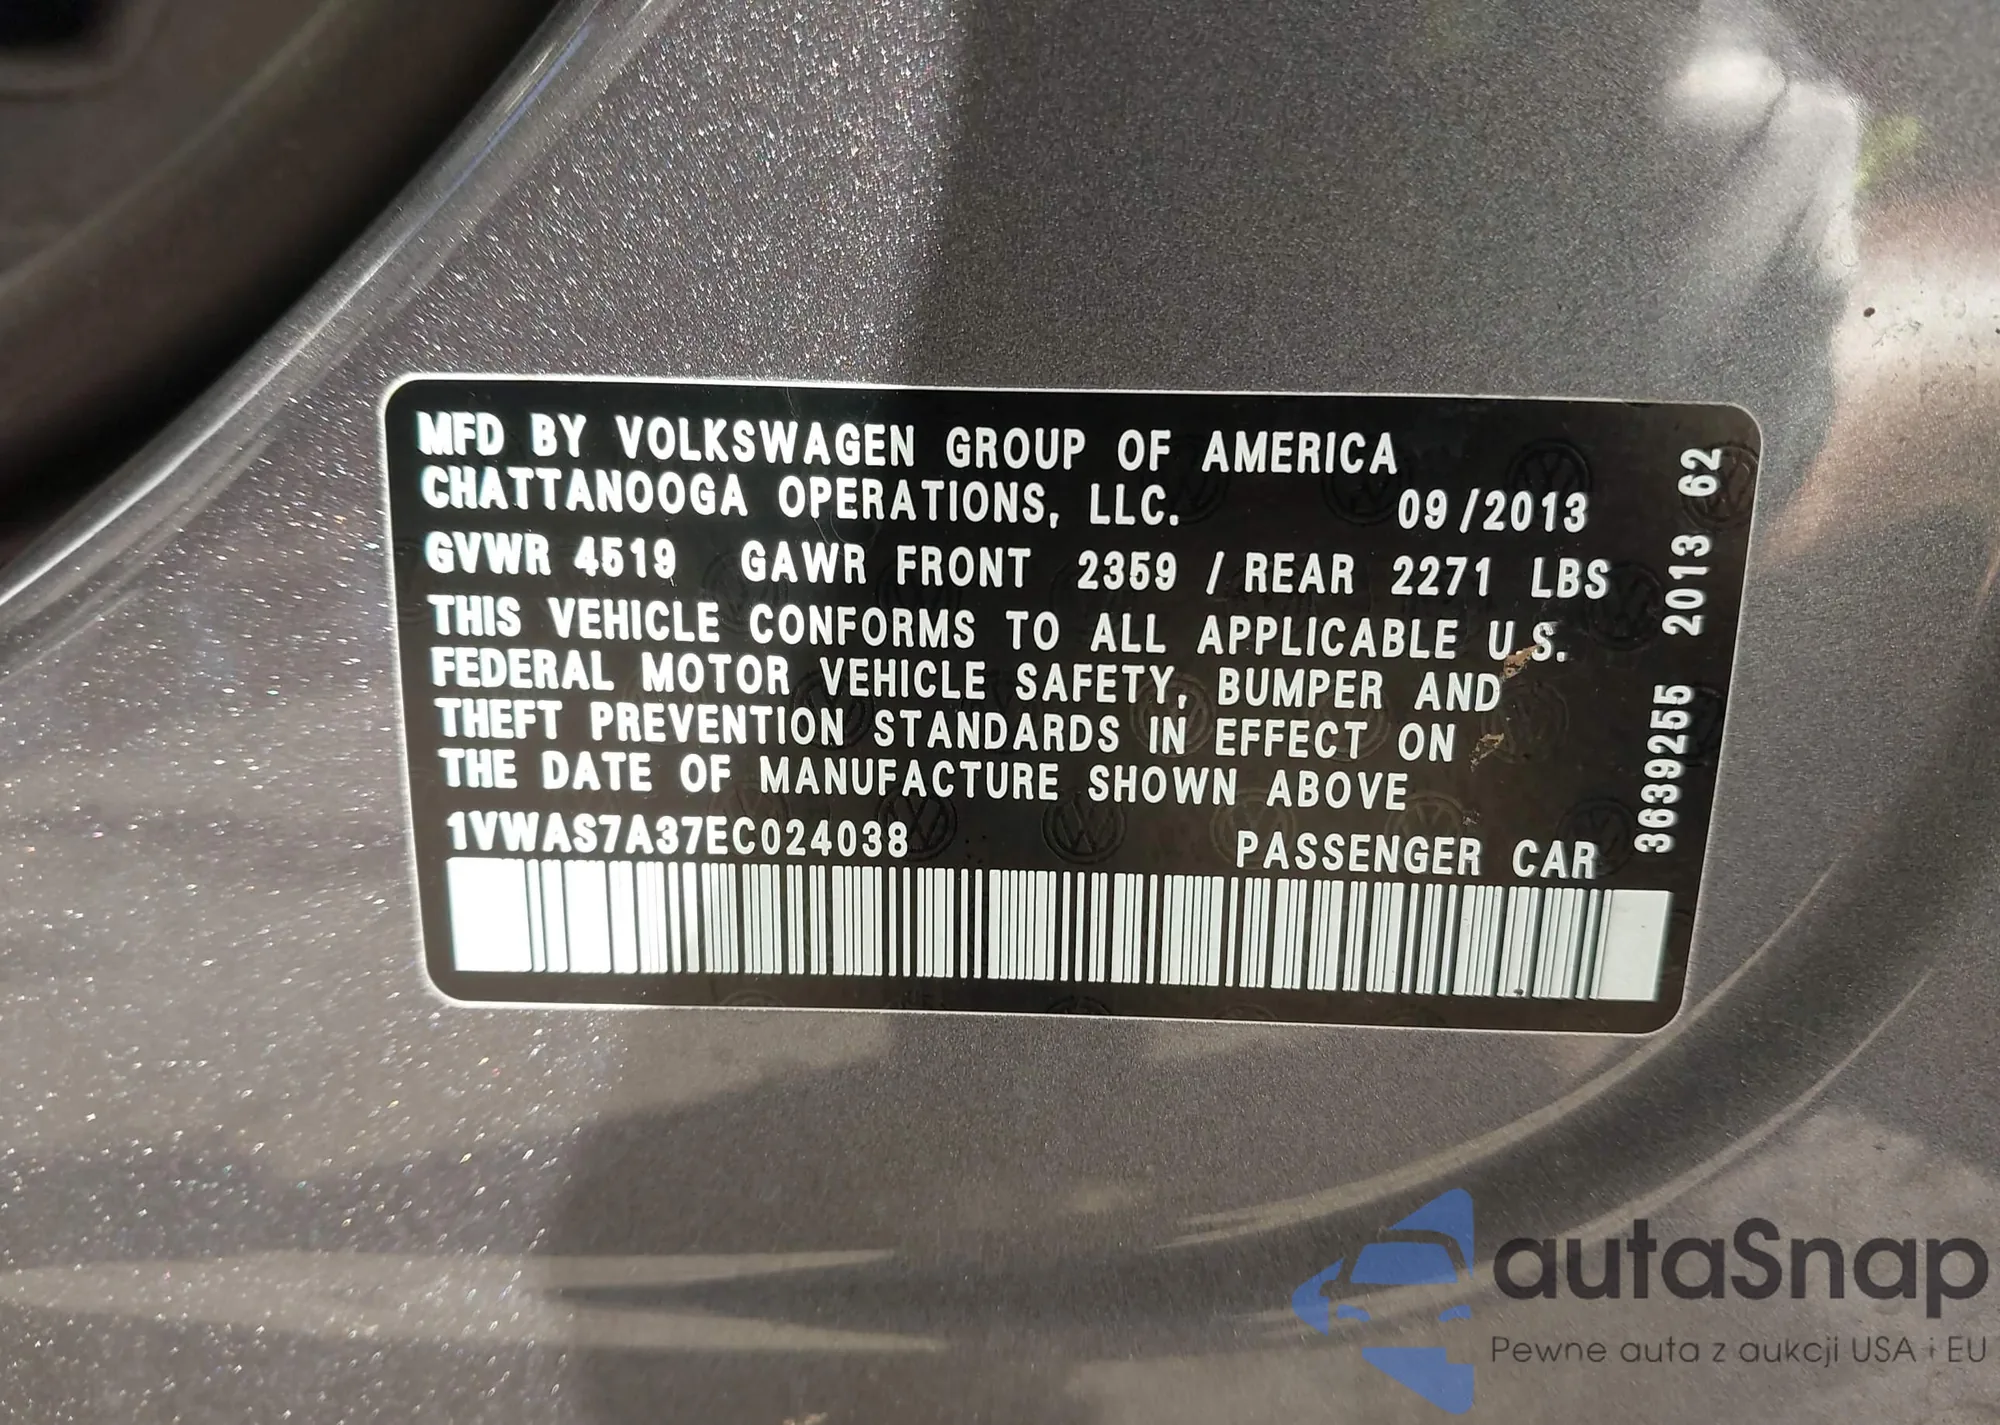 MFD BY VOLKSWAGEN GROUP OF AMERICA
CHATTANOOGA OPERATIONS, LLC. 09/2013
GVWR 4519 GAWR FRONT 2359 / REAR 2271 LBS
THIS VEHICLE CONFORMS TO ALL APPLICABLE U.S.
FEDERAL MOTOR VEHICLE SAFETY, BUMPER AND
THEFT PREVENTION STANDARDS IN EFFECT ON
THE DATE OF MANUFACTURE SHOWN ABOVE
1VWAS7A37EC024038 PASSENGER CAR
3639255 2013 62
autaSnap
Pewne auta z aukcji USA i EU